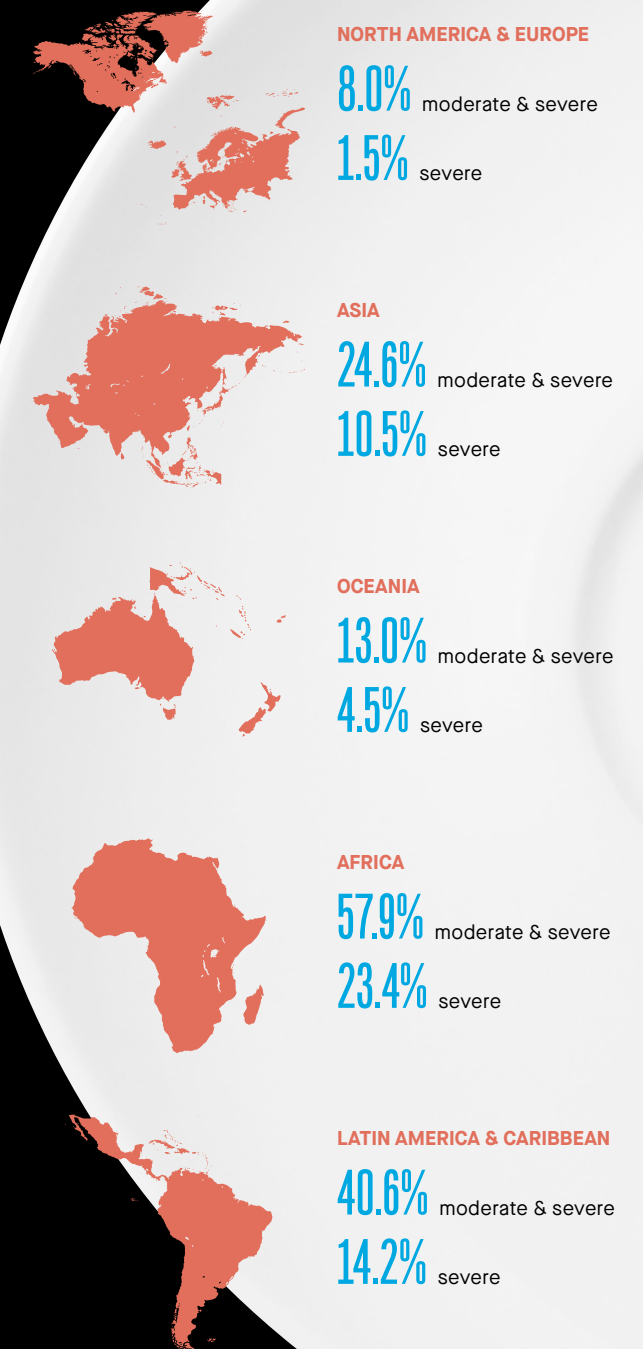 NORTH AMERICA & EUROPE
8.0% moderate & severe
1.5% severe
ASIA
24.6% moderate & severe
10.5% severe
OCEANIA
13.0% moderate & severe
4.5% severe
AFRICA
57.9% moderate & severe
23.4% severe
LATIN AMERICA & CARIBBEAN
40.6% moderate & severe
14.2% severe